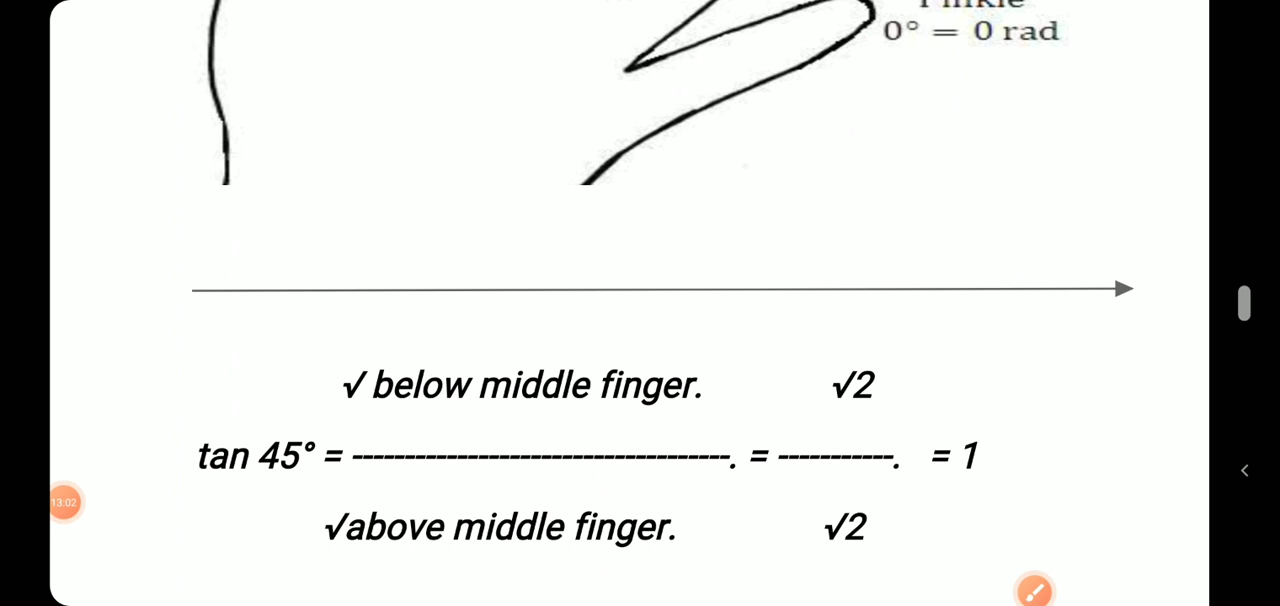 0° = 0 rad
√ below middle finger. √2
tan 45° = -----------------------------------. = -----------. = 1
√above middle finger. √2
13:02